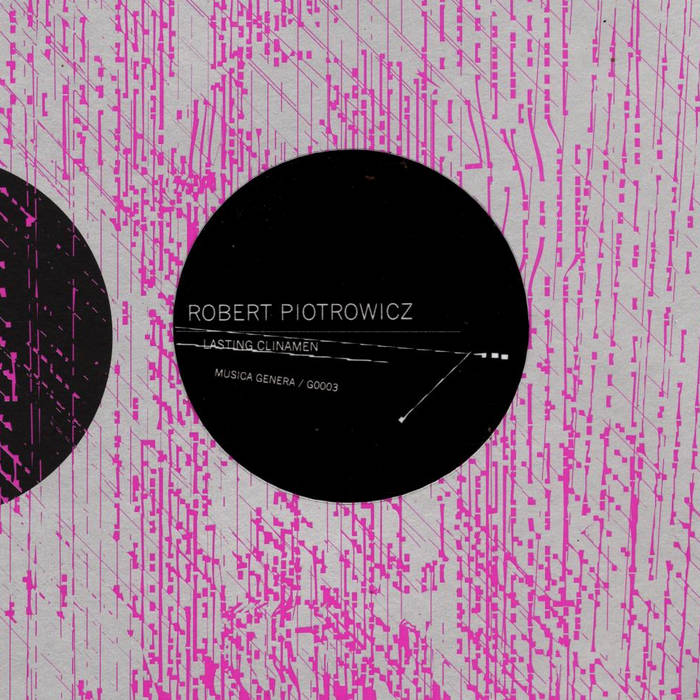 ROBERT PIOTROWICZ
LASTING CLINAMEN
MUSICA GENERA / G0003